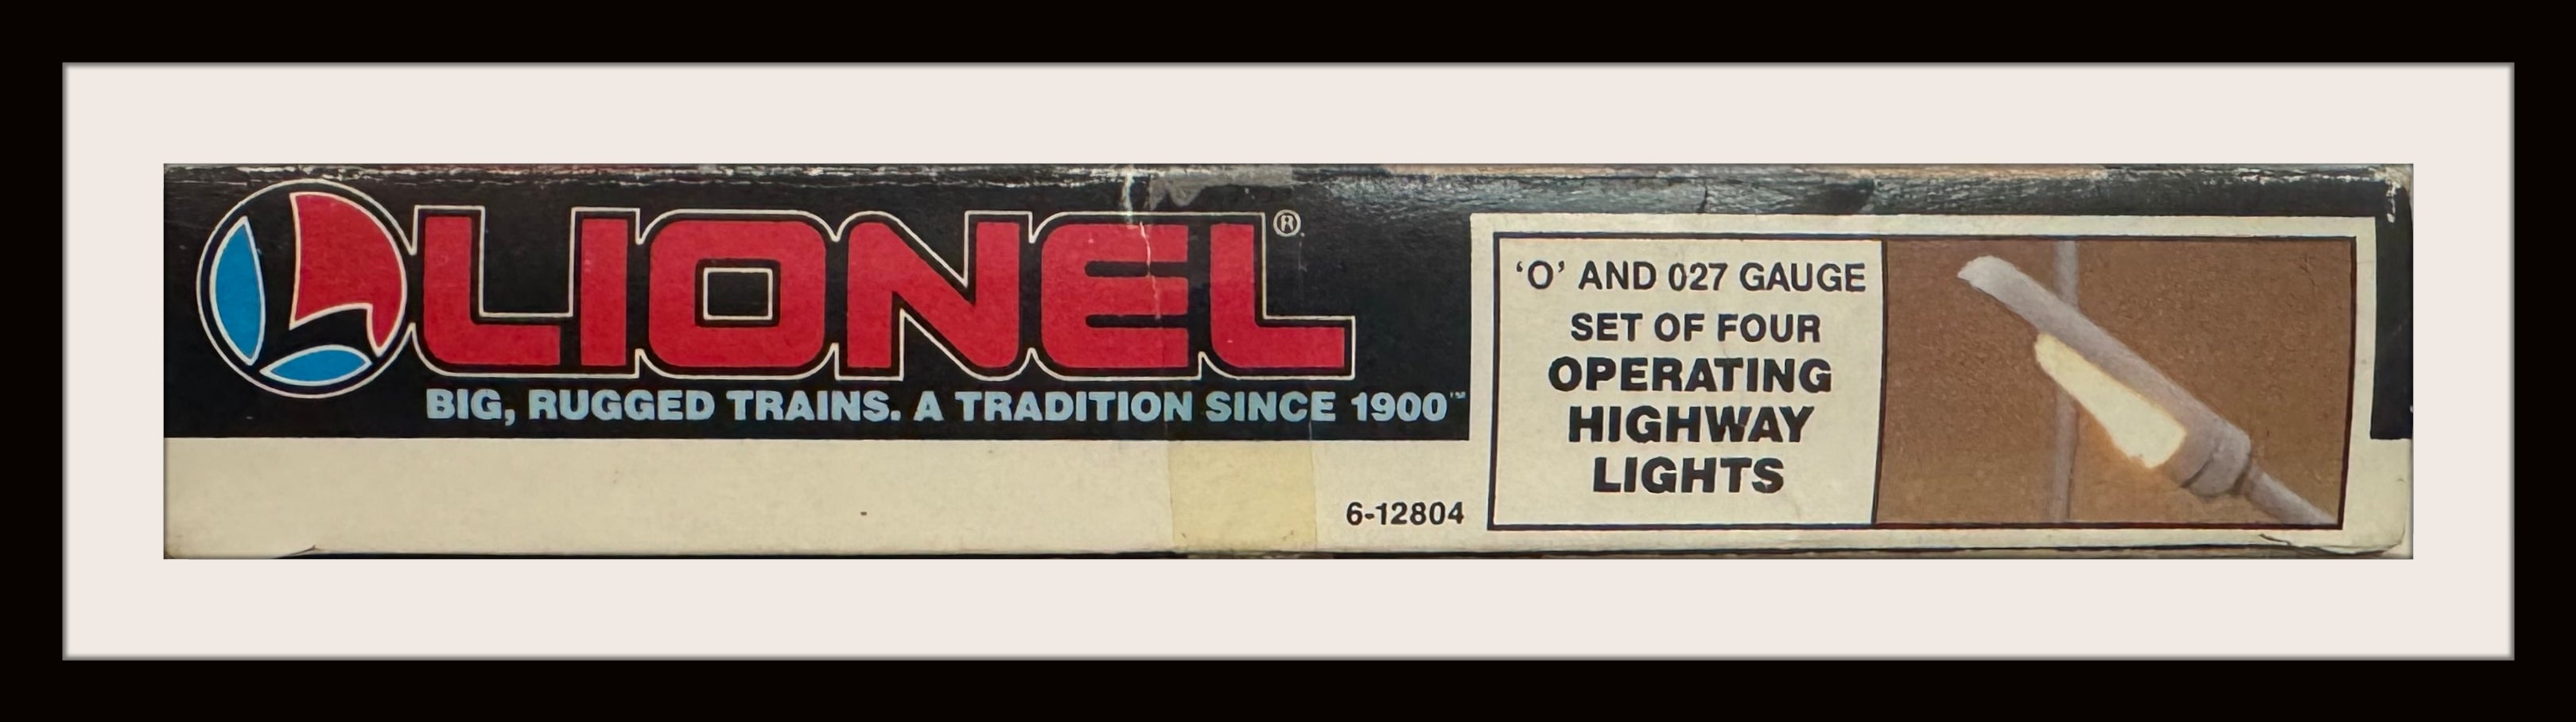 LIONEL®
BIG, RUGGED TRAINS. A TRADITION SINCE 1900™
6-12804
‘O’ AND 027 GAUGE
SET OF FOUR
OPERATING
HIGHWAY
LIGHTS